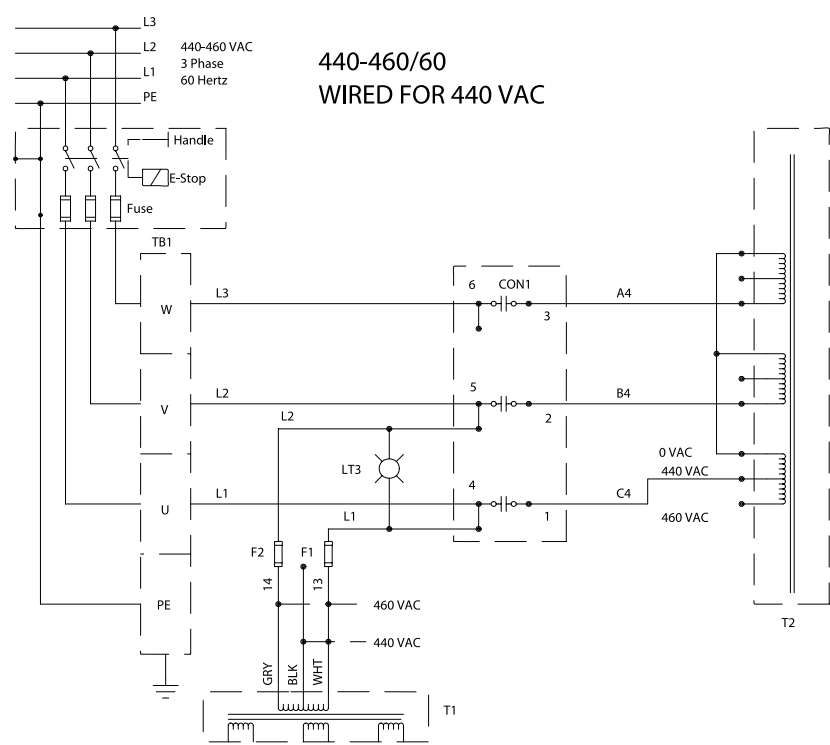 L3
L2
L1
PE
440-460 VAC
3 Phase
60 Hertz
440-460/60
WIRED FOR 440 VAC
Handle
E-Stop
Fuse
TB1
W
L3
6
CON1
3
A4
V
L2
5
2
B4
L2
LT3
0 VAC
440 VAC
460 VAC
U
L1
4
1
C4
L1
F2
F1
14
13
PE
460 VAC
440 VAC
GRY
BLK
WHT
T1
T2